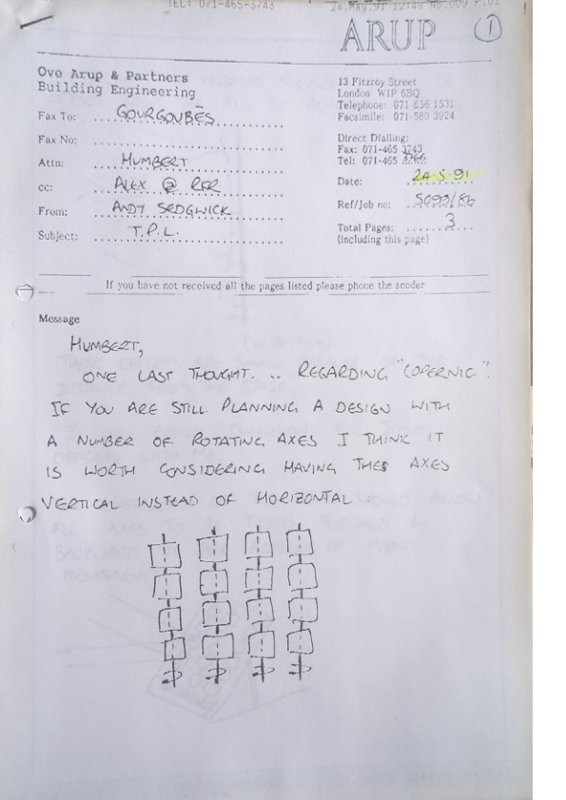 TEL: 071-465-3743 24.May.91 12:48 No.009 P.01
ARUP 1
Ove Arup & Partners
Building Engineering
13 Fitzroy Street
London W1P 6BQ
Telephone: 071-636 1531
Facsimile: 071-580 3924
Fax To: GOURGOUBÈS
Fax No:
Direct Dialling:
Fax: 071-465 3743
Tel: 071-465
Attn: HUMBERT
cc: ALEX @ RFR
Date: 24-5-91
From: ANDY SEDGWICK
Ref/Job no: 5099/86
Subject: T.P.L.
Total Pages: 3
(including this page)
If you have not received all the pages listed please phone the sender
Message
HUMBERT,
ONE LAST THOUGHT... REGARDING "COPERNIC".
IF YOU ARE STILL PLANNING A DESIGN WITH
A NUMBER OF ROTATING AXES I THINK IT
IS WORTH CONSIDERING HAVING THES AXES
VERTICAL INSTEAD OF HORIZONTAL.